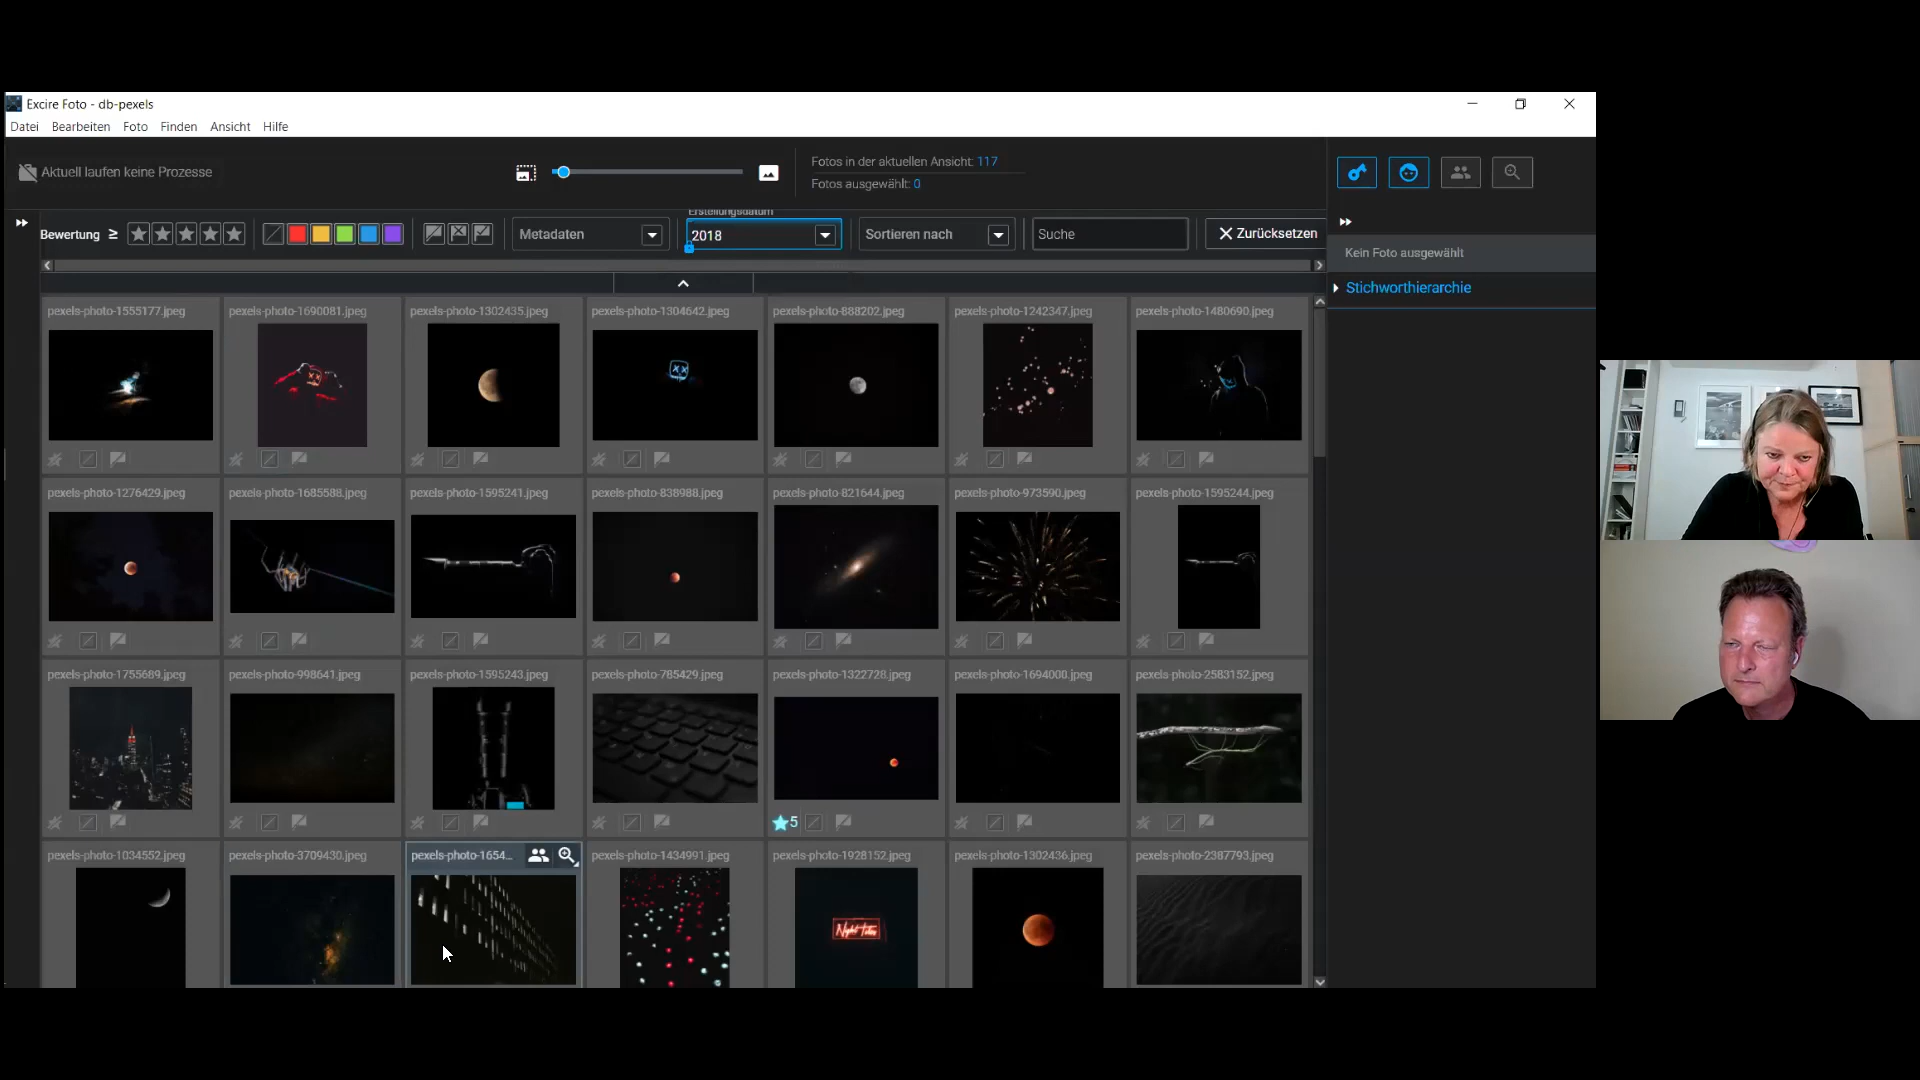 Excire Foto - db-pexels
Datei Bearbeiten Foto Finden Ansicht Hilfe
Aktuell laufen keine Prozesse
Fotos in der aktuellen Ansicht: 117
Fotos ausgewählt: 0
Erstellungsdatum
Bewertung ≥
Metadaten
2018
Sortieren nach
Suche
Zurücksetzen
Kein Foto ausgewählt
Stichworthierarchie
pexels-photo-1555177.jpeg pexels-photo-1690081.jpeg pexels-photo-1302435.jpeg pexels-photo-1304642.jpeg pexels-photo-888202.jpeg pexels-photo-1242347.jpeg pexels-photo-1480690.jpeg
pexels-photo-1276429.jpeg pexels-photo-1685588.jpeg pexels-photo-1595241.jpeg pexels-photo-838988.jpeg pexels-photo-821644.jpeg pexels-photo-973590.jpeg pexels-photo-1595244.jpeg
pexels-photo-1755689.jpeg pexels-photo-998641.jpeg pexels-photo-1595243.jpeg pexels-photo-785429.jpeg pexels-photo-1322728.jpeg pexels-photo-1694000.jpeg pexels-photo-2583152.jpeg
5
pexels-photo-1034552.jpeg pexels-photo-3709430.jpeg pexels-photo-1654... pexels-photo-1434991.jpeg pexels-photo-1928152.jpeg pexels-photo-1302436.jpeg pexels-photo-2387793.jpeg